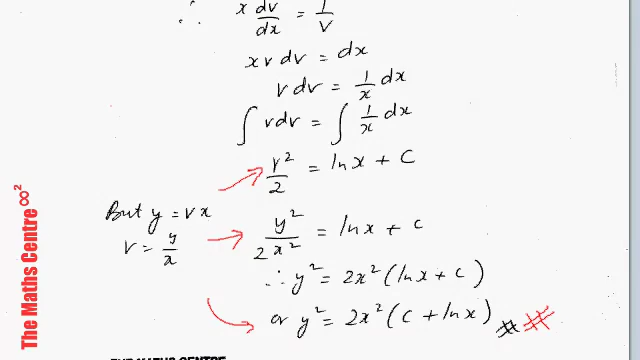 ∴ x dv/dx = 1/v
x v dv = dx
v dv = 1/x dx
∫ v dv = ∫ 1/x dx
v²/2 = ln x + C
But y = vx
v = y/x
y²/2x² = ln x + c
∴ y² = 2x² (ln x + c)
or y² = 2x² (C + ln x)
The Maths Centre ∞²
THE MATHS CENTRE